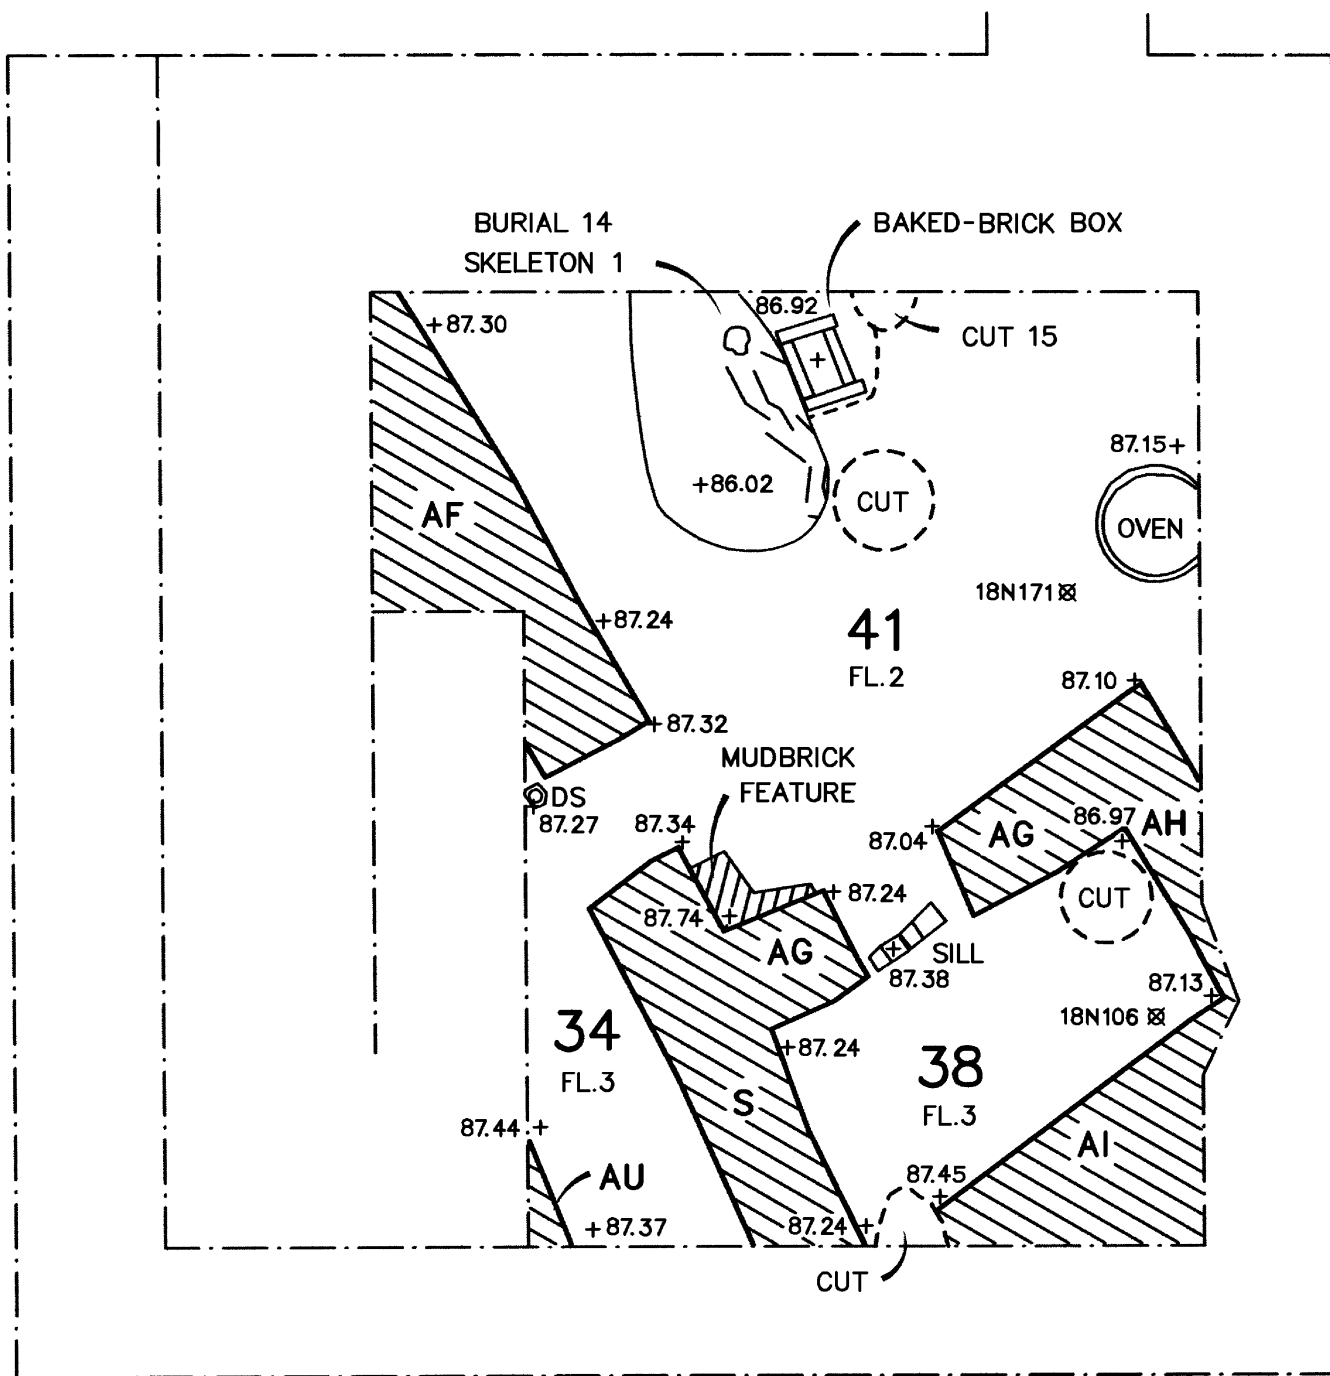 BURIAL 14
SKELETON 1
BAKED-BRICK BOX
86.92
87.30
CUT 15
87.15
86.02
AF
CUT
OVEN
18N171
87.24
41
FL.2
87.10
87.32
MUDBRICK
FEATURE
DS
87.27
87.34
87.04
AG
86.97
AH
87.24
CUT
87.74
AG
SILL
87.38
87.13
18N106
34
FL.3
87.24
38
FL.3
S
87.44
AI
AU
87.45
87.37
87.24
CUT